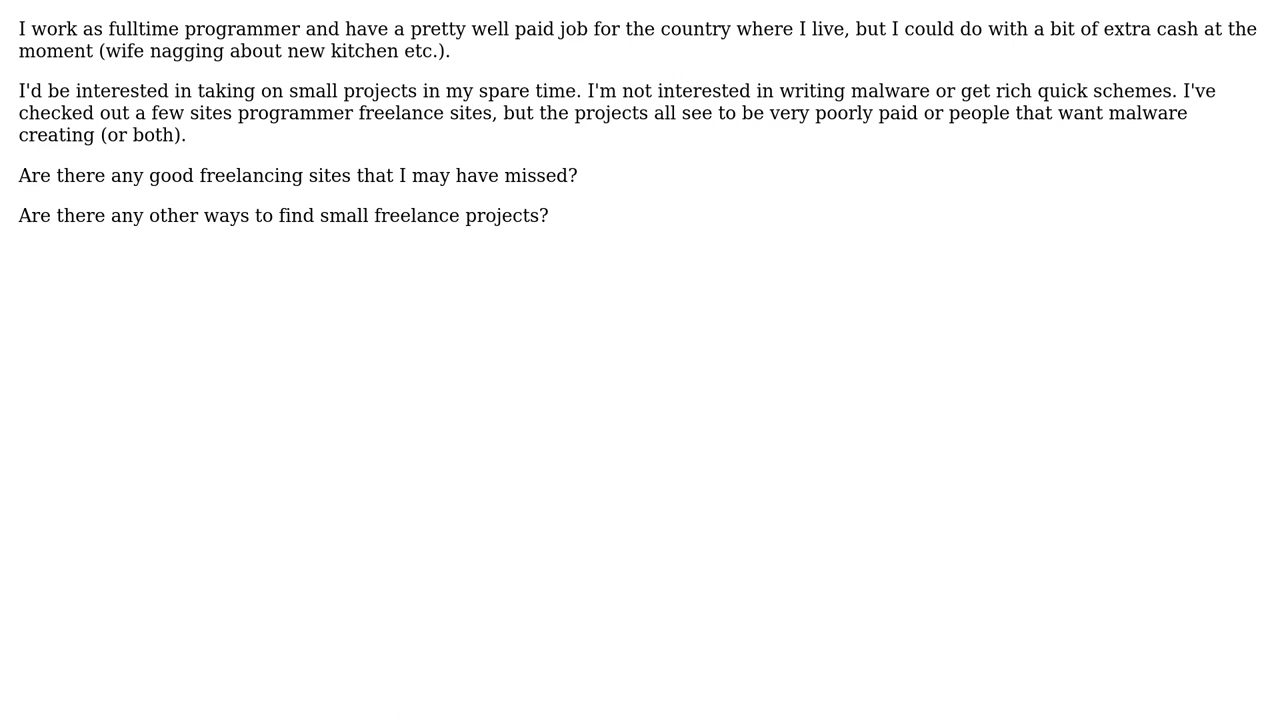 I work as fulltime programmer and have a pretty well paid job for the country where I live, but I could do with a bit of extra cash at the
moment (wife nagging about new kitchen etc.).
I'd be interested in taking on small projects in my spare time. I'm not interested in writing malware or get rich quick schemes. I've
checked out a few sites programmer freelance sites, but the projects all see to be very poorly paid or people that want malware
creating (or both).
Are there any good freelancing sites that I may have missed?
Are there any other ways to find small freelance projects?